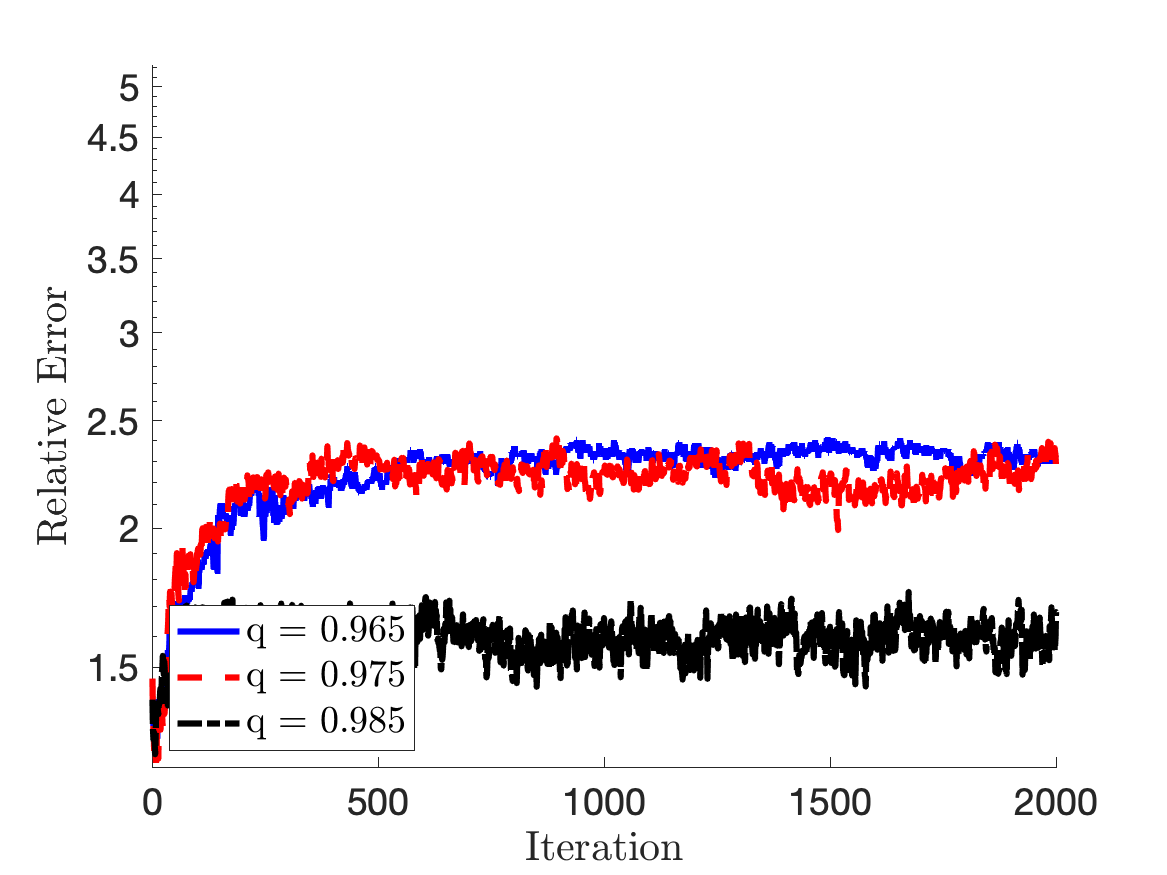 5
4.5
4
3.5
3
2.5
2
1.5
Relative Error
q = 0.965
q = 0.975
q = 0.985
0 500 1000 1500 2000
Iteration